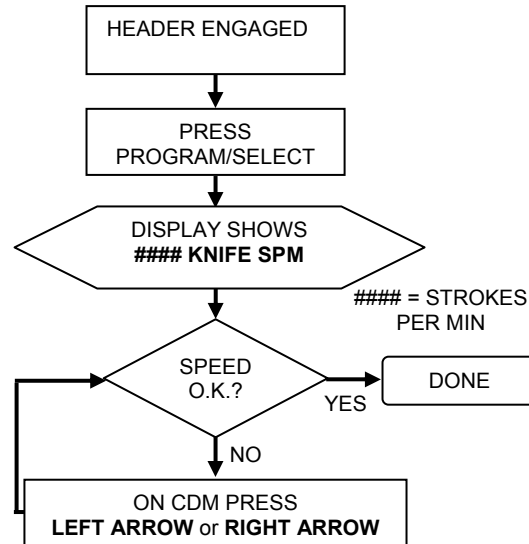 HEADER ENGAGED
PRESS
PROGRAM/SELECT
DISPLAY SHOWS
#### KNIFE SPM
#### = STROKES
PER MIN
SPEED
O.K.?
YES
DONE
NO
ON CDM PRESS
LEFT ARROW or RIGHT ARROW